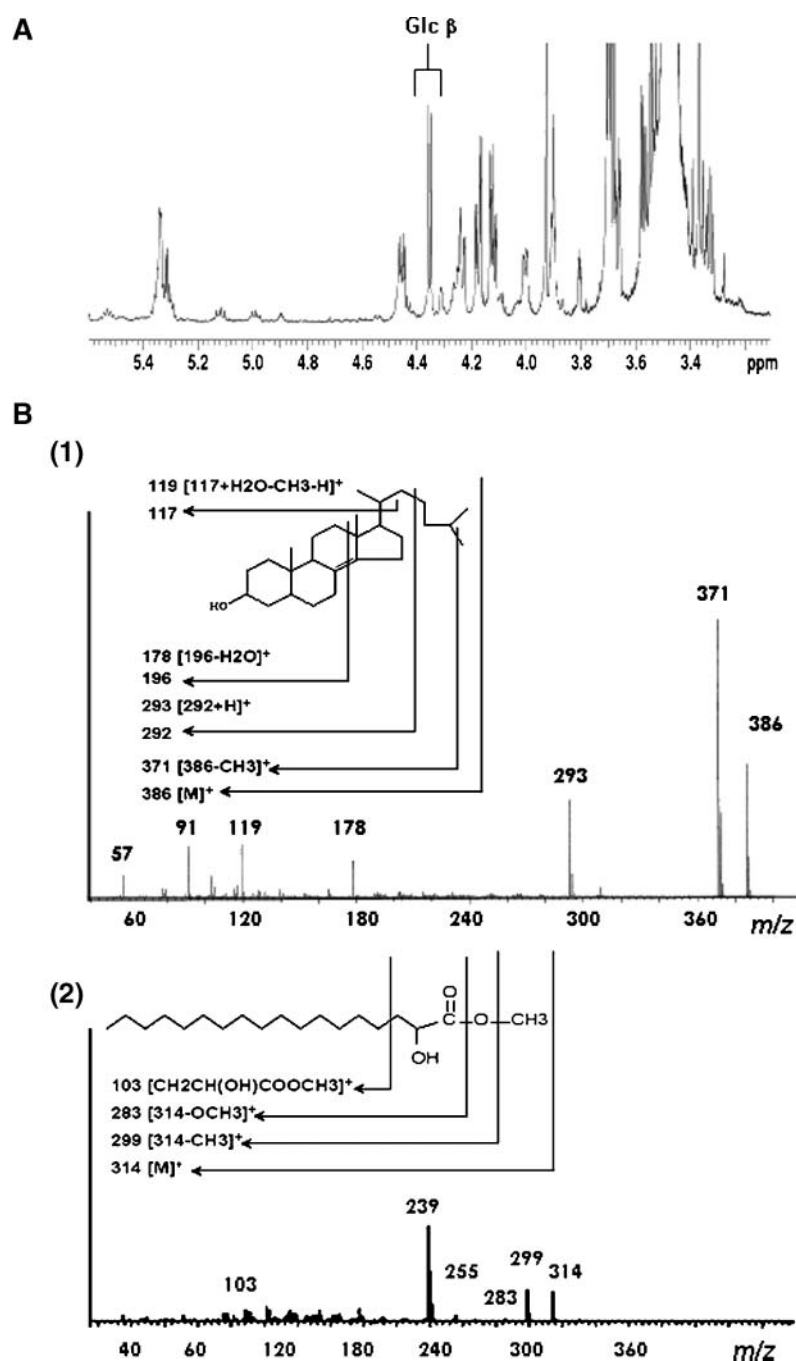 A
Glc β
5.4 5.2 5.0 4.8 4.6 4.4 4.2 4.0 3.8 3.6 3.4 ppm
B
(1)
119 [117+H2O-CH3-H]+
117
HO
178 [196-H2O]+
196
293 [292+H]+
292
371 [386-CH3]+
386 [M]+
371
386
293
57 91 119 178
60 120 180 240 300 360 m/z
(2)
O
C O CH3
OH
103 [CH2CH(OH)COOCH3]+
283 [314-OCH3]+
299 [314-CH3]+
314 [M]+
239
103 255 283 299 314
40 120 180 240 300 360 m/z